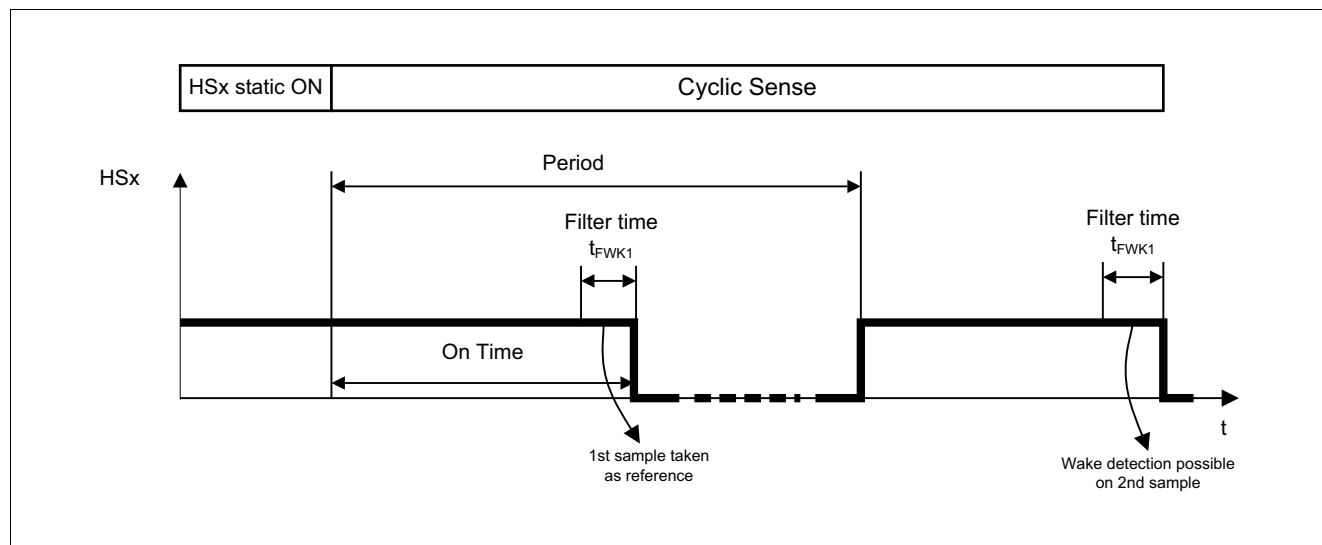 HSx static ON
Cyclic Sense
Period
HSx
Filter time
tFWK1
Filter time
tFWK1
On Time
t
1st sample taken
as reference
Wake detection possible
on 2nd sample